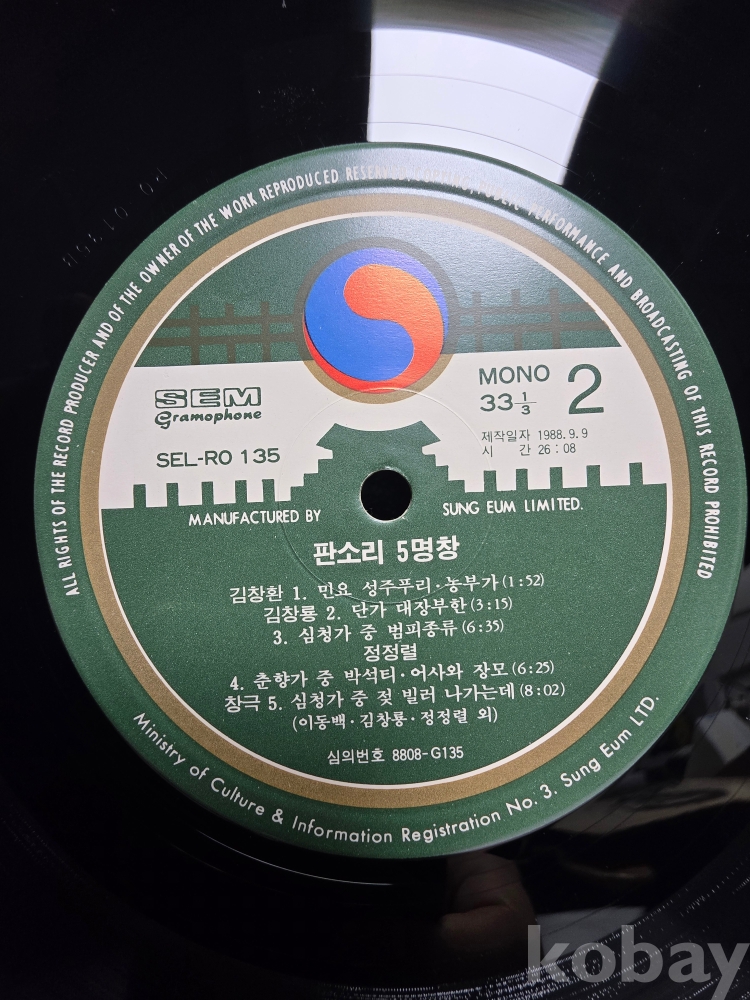 ALL RIGHTS OF THE RECORD PRODUCER AND OF THE OWNER OF THE WORK REPRODUCED RESERVED. COPYING, PUBLIC PERFORMANCE AND BROADCASTING OF THIS RECORD PROHIBITED
SEM
Gramophone
MONO
33 1/3
2
SEL-RO 135
제작일자 1988.9.9
시 간 26:08
MANUFACTURED BY SUNG EUM LIMITED.
판소리 5명창
김창환 1. 민요 성주푸리·농부가(1:52)
김창룡 2. 단가 대장부한(3:15)
3. 심청가 중 범피종류(6:35)
정정렬
4. 춘향가 중 박석티·어사와 장모(6:25)
창극 5. 심청가 중 젖 빌러 나가는데(8:02)
(이동백·김창룡·정정렬 외)
심의번호 8808-G135
Ministry of Culture & Information Registration No. 3. Sung Eum LTD.
kobay